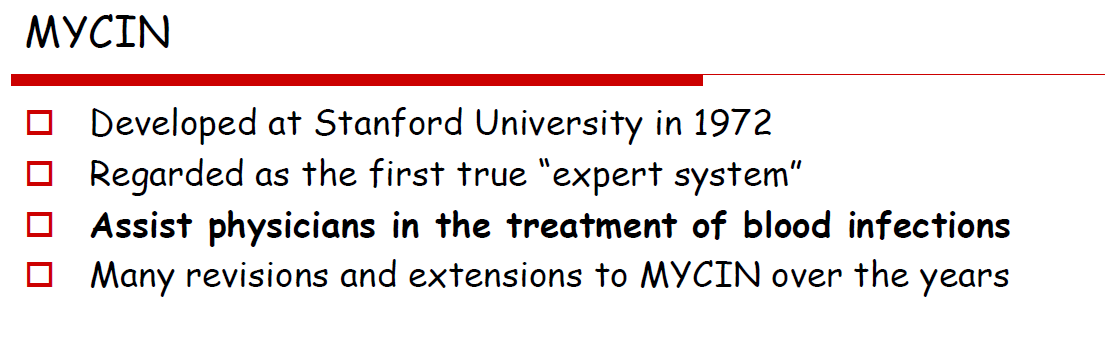 MYCIN
Developed at Stanford University in 1972
Regarded as the first true “expert system”
Assist physicians in the treatment of blood infections
Many revisions and extensions to MYCIN over the years